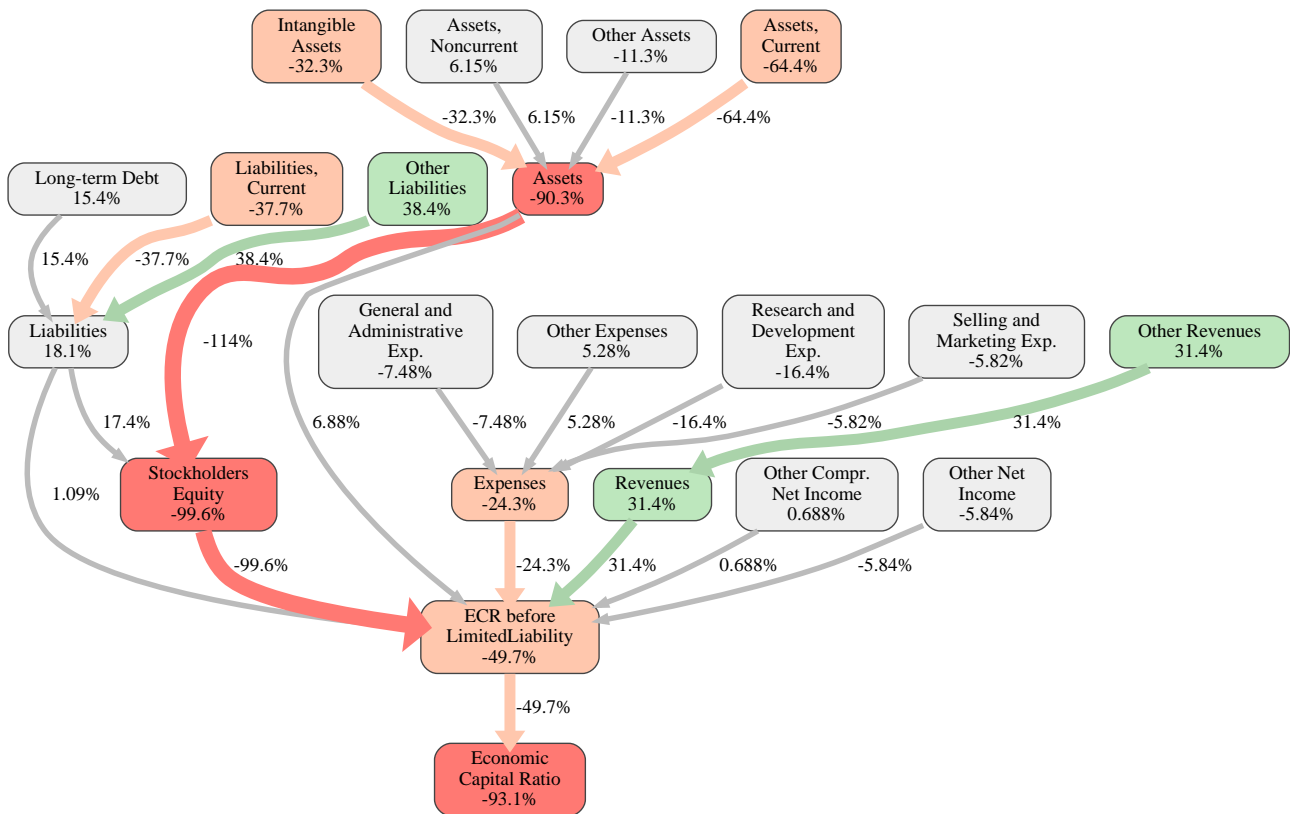 Intangible
Assets
-32.3%
Assets,
Noncurrent
6.15%
Other Assets
-11.3%
Assets,
Current
-64.4%
-32.3%
6.15%
-11.3%
-64.4%
Long-term Debt
15.4%
Liabilities,
Current
-37.7%
Other
Liabilities
38.4%
Assets
-90.3%
15.4%
-37.7%
38.4%
Liabilities
18.1%
-114%
General and
Administrative
Exp.
-7.48%
Other Expenses
5.28%
Research and
Development
Exp.
-16.4%
Selling and
Marketing Exp.
-5.82%
Other Revenues
31.4%
17.4%
6.88%
-7.48%
5.28%
-16.4%
-5.82%
31.4%
1.09%
Stockholders
Equity
-99.6%
Expenses
-24.3%
Revenues
31.4%
Other Compr.
Net Income
0.688%
Other Net
Income
-5.84%
-99.6%
-24.3%
31.4%
0.688%
-5.84%
ECR before
LimitedLiability
-49.7%
-49.7%
Economic
Capital Ratio
-93.1%